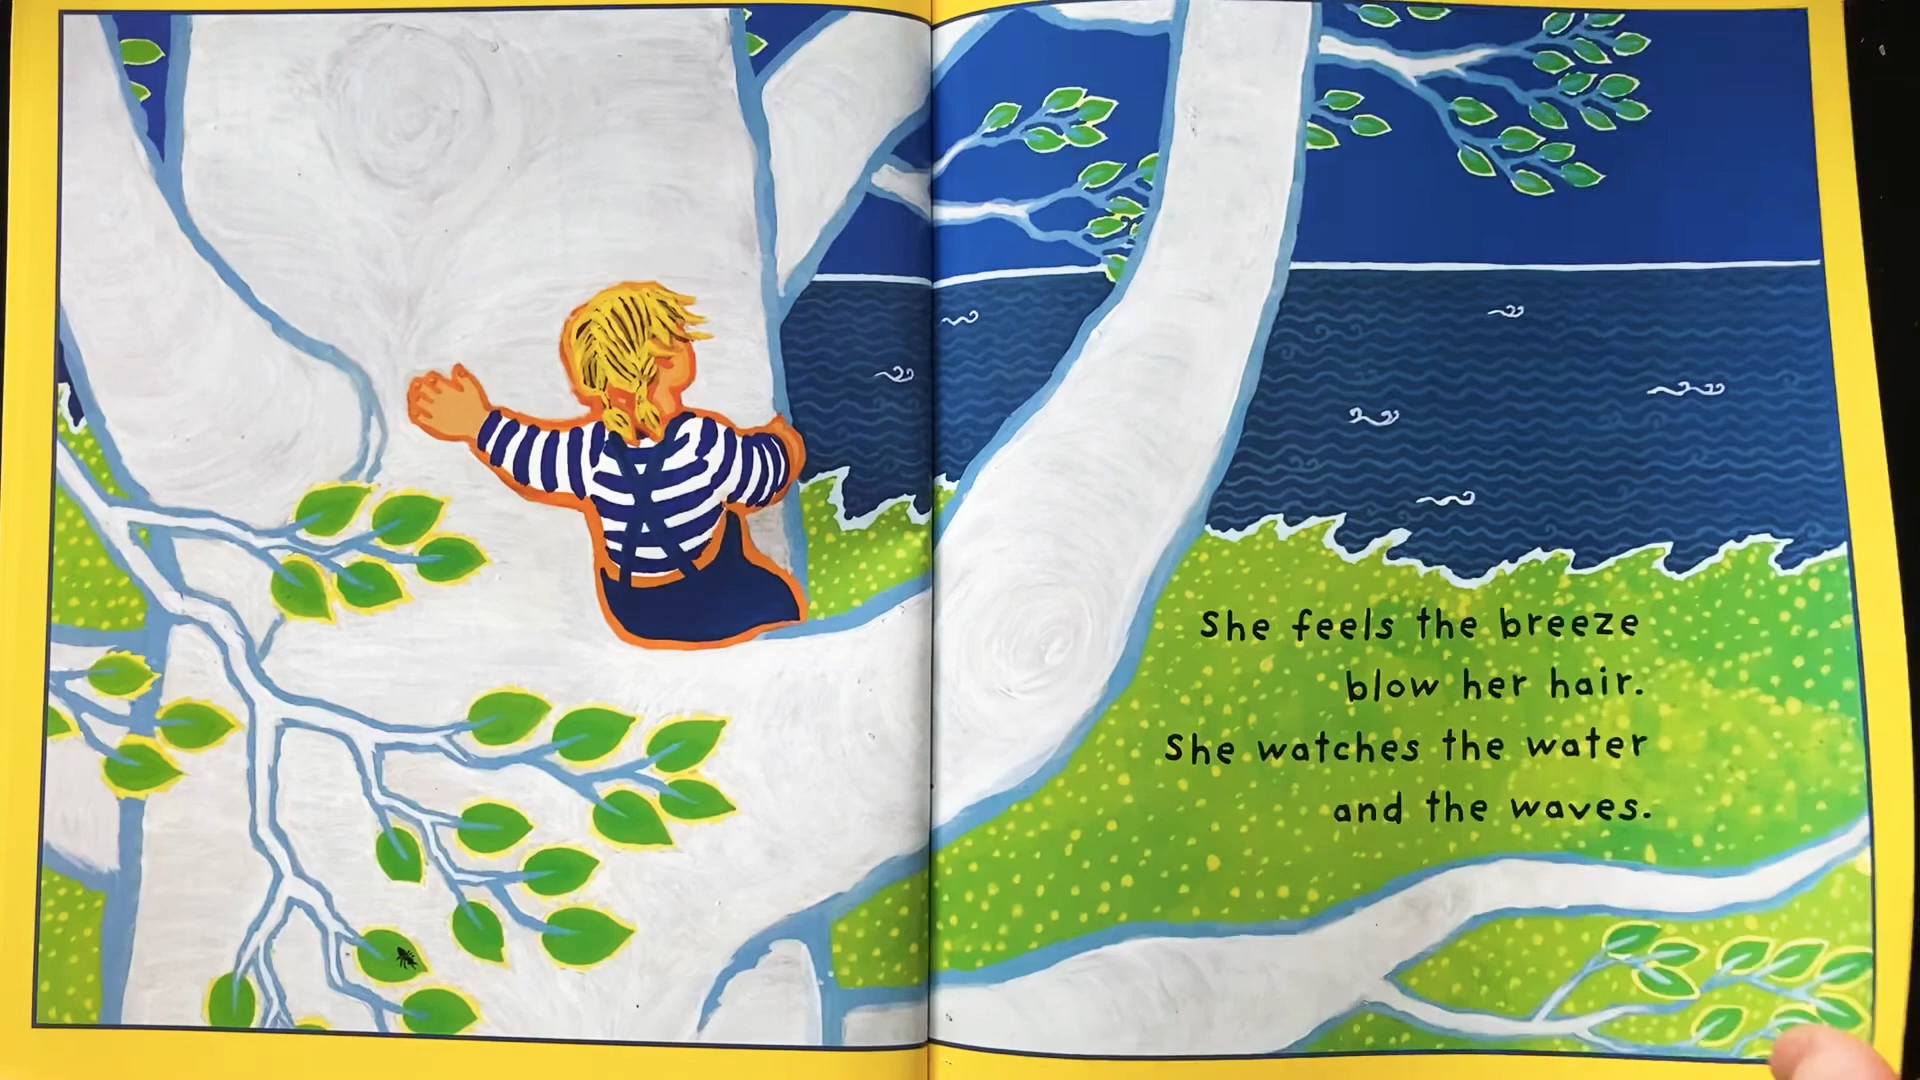 She feels the breeze
blow her hair.
She watches the water
and the waves.